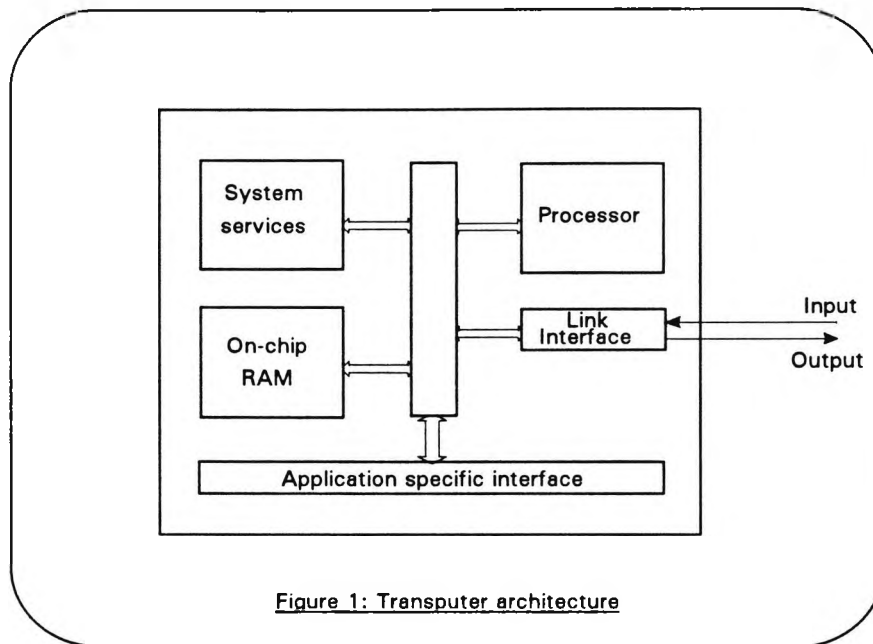 System
services
Processor
On-chip
RAM
Link
Interface
Input
Output
Application specific interface
Figure 1: Transputer architecture